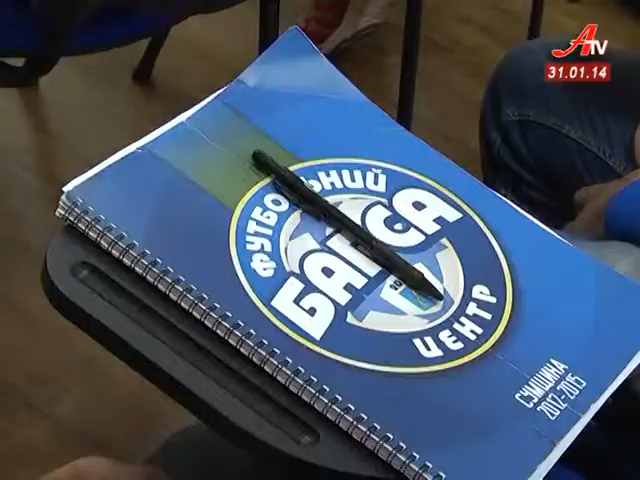 Atv
31.01.14
ФУТБОЛЬНИЙ
БАРСА
ЦЕНТР
СУМЩИНА
2012-2015